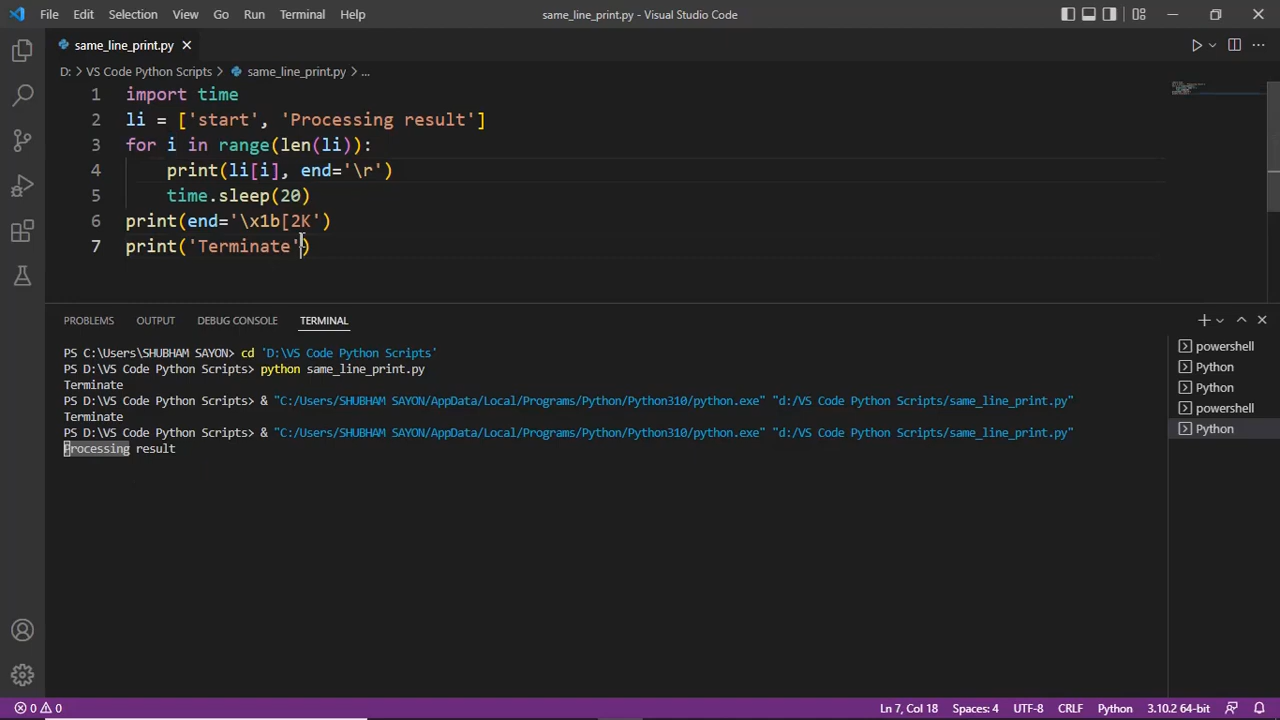 File Edit Selection View Go Run Terminal Help same_line_print.py - Visual Studio Code
same_line_print.py
D: > VS Code Python Scripts > same_line_print.py > ...
1 import time
2 li = ['start', 'Processing result']
3 for i in range(len(li)):
4 print(li[i], end='\r')
5 time.sleep(20)
6 print(end='\x1b[2K')
7 print('Terminate')
PROBLEMS OUTPUT DEBUG CONSOLE TERMINAL
PS C:\Users\SHUBHAM SAYON> cd 'D:\VS Code Python Scripts'
PS D:\VS Code Python Scripts> python same_line_print.py
Terminate
PS D:\VS Code Python Scripts> & "C:/Users/SHUBHAM SAYON/AppData/Local/Programs/Python/Python310/python.exe" "d:/VS Code Python Scripts/same_line_print.py"
Terminate
PS D:\VS Code Python Scripts> & "C:/Users/SHUBHAM SAYON/AppData/Local/Programs/Python/Python310/python.exe" "d:/VS Code Python Scripts/same_line_print.py"
Processing result
powershell
Python
Python
powershell
Python
0 0 Ln 7, Col 18 Spaces: 4 UTF-8 CRLF Python 3.10.2 64-bit